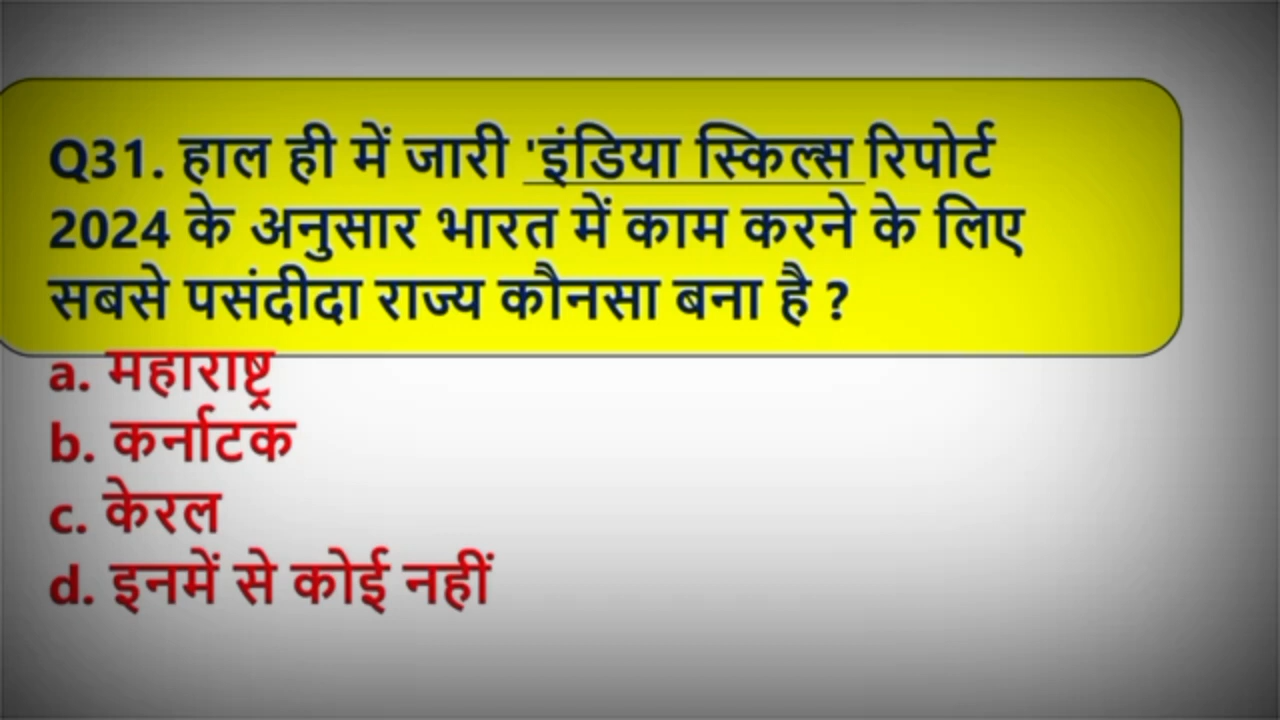 Q31. हाल ही में जारी 'इंडिया स्किल्स रिपोर्ट
2024 के अनुसार भारत में काम करने के लिए
सबसे पसंदीदा राज्य कौनसा बना है ?
a. महाराष्ट्र
b. कर्नाटक
c. केरल
d. इनमें से कोई नहीं